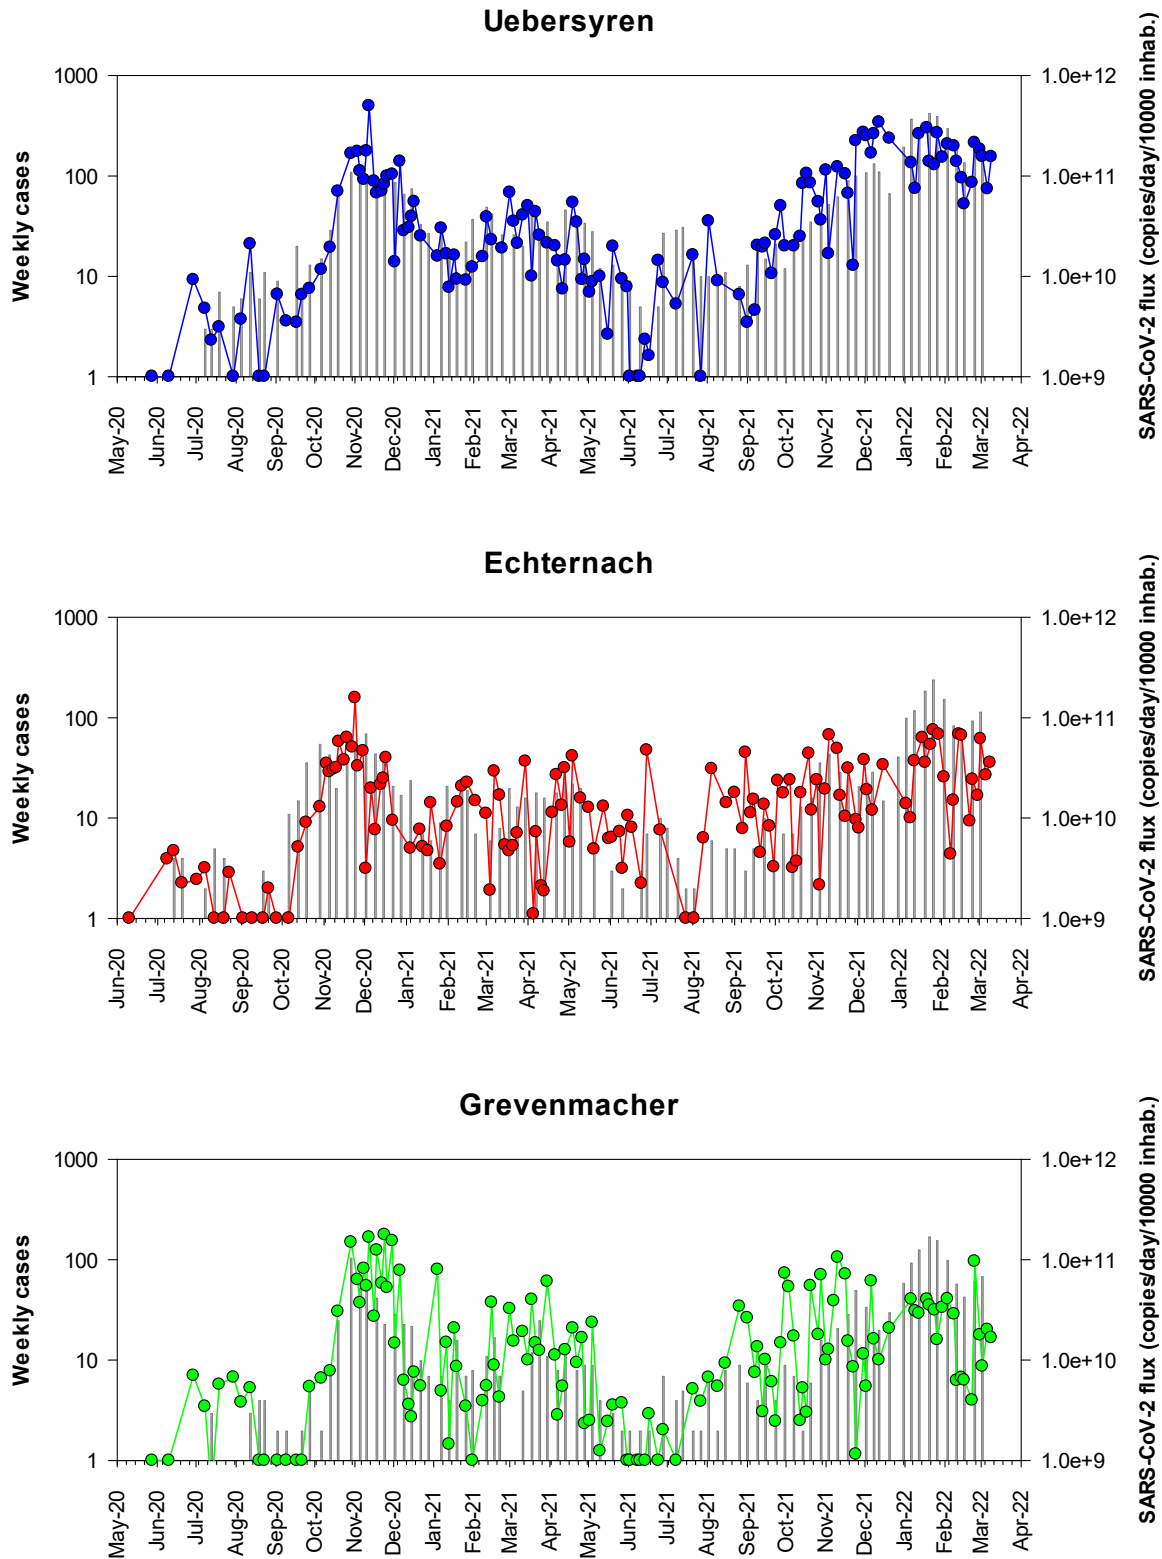 Uebersyren
Weekly cases
SARS-CoV-2 flux (copies/day/10000 inhab.)
1000
100
10
1
1.0e+12
1.0e+11
1.0e+10
1.0e+9
May-20
Jun-20
Jul-20
Aug-20
Sep-20
Oct-20
Nov-20
Dec-20
Jan-21
Feb-21
Mar-21
Apr-21
May-21
Jun-21
Jul-21
Aug-21
Sep-21
Oct-21
Nov-21
Dec-21
Jan-22
Feb-22
Mar-22
Apr-22
Echternach
Weekly cases
SARS-CoV-2 flux (copies/day/10000 inhab.)
1000
100
10
1
1.0e+12
1.0e+11
1.0e+10
1.0e+9
Jun-20
Jul-20
Aug-20
Sep-20
Oct-20
Nov-20
Dec-20
Jan-21
Feb-21
Mar-21
Apr-21
May-21
Jun-21
Jul-21
Aug-21
Sep-21
Oct-21
Nov-21
Dec-21
Jan-22
Feb-22
Mar-22
Apr-22
Grevenmacher
Weekly cases
SARS-CoV-2 flux (copies/day/10000 inhab.)
1000
100
10
1
1.0e+12
1.0e+11
1.0e+10
1.0e+9
May-20
Jun-20
Jul-20
Aug-20
Sep-20
Oct-20
Nov-20
Dec-20
Jan-21
Feb-21
Mar-21
Apr-21
May-21
Jun-21
Jul-21
Aug-21
Sep-21
Oct-21
Nov-21
Dec-21
Jan-22
Feb-22
Mar-22
Apr-22